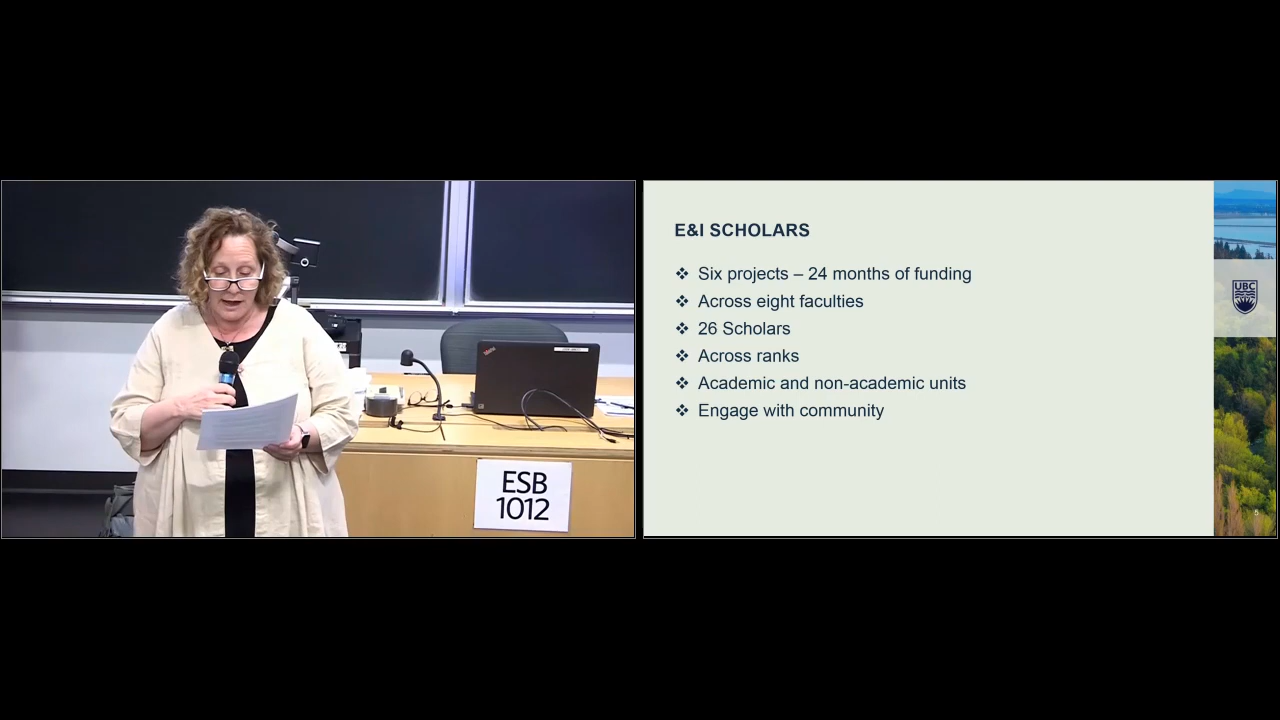 ESB
1012
E&I SCHOLARS
❖ Six projects – 24 months of funding
❖ Across eight faculties
❖ 26 Scholars
❖ Across ranks
❖ Academic and non-academic units
❖ Engage with community
UBC
5